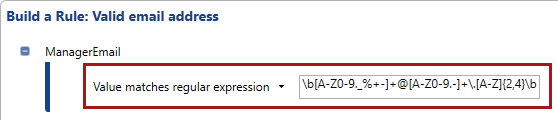 Build a Rule: Valid email address
ManagerEmail
Value matches regular expression \b[A-Z0-9._%+-]+@[A-Z0-9.-]+\.[A-Z]{2,4}\b